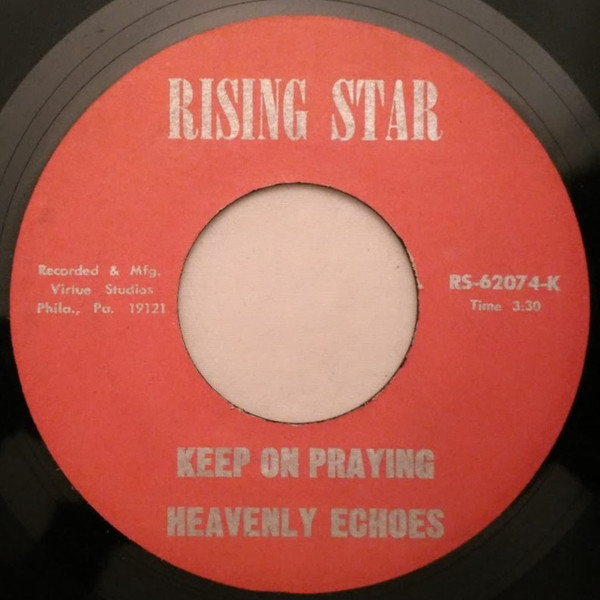 RISING STAR
Recorded & Mfg.
Virtue Studios
Phila., Pa. 19121
RS-62074-K
Time 3:30
KEEP ON PRAYING
HEAVENLY ECHOES